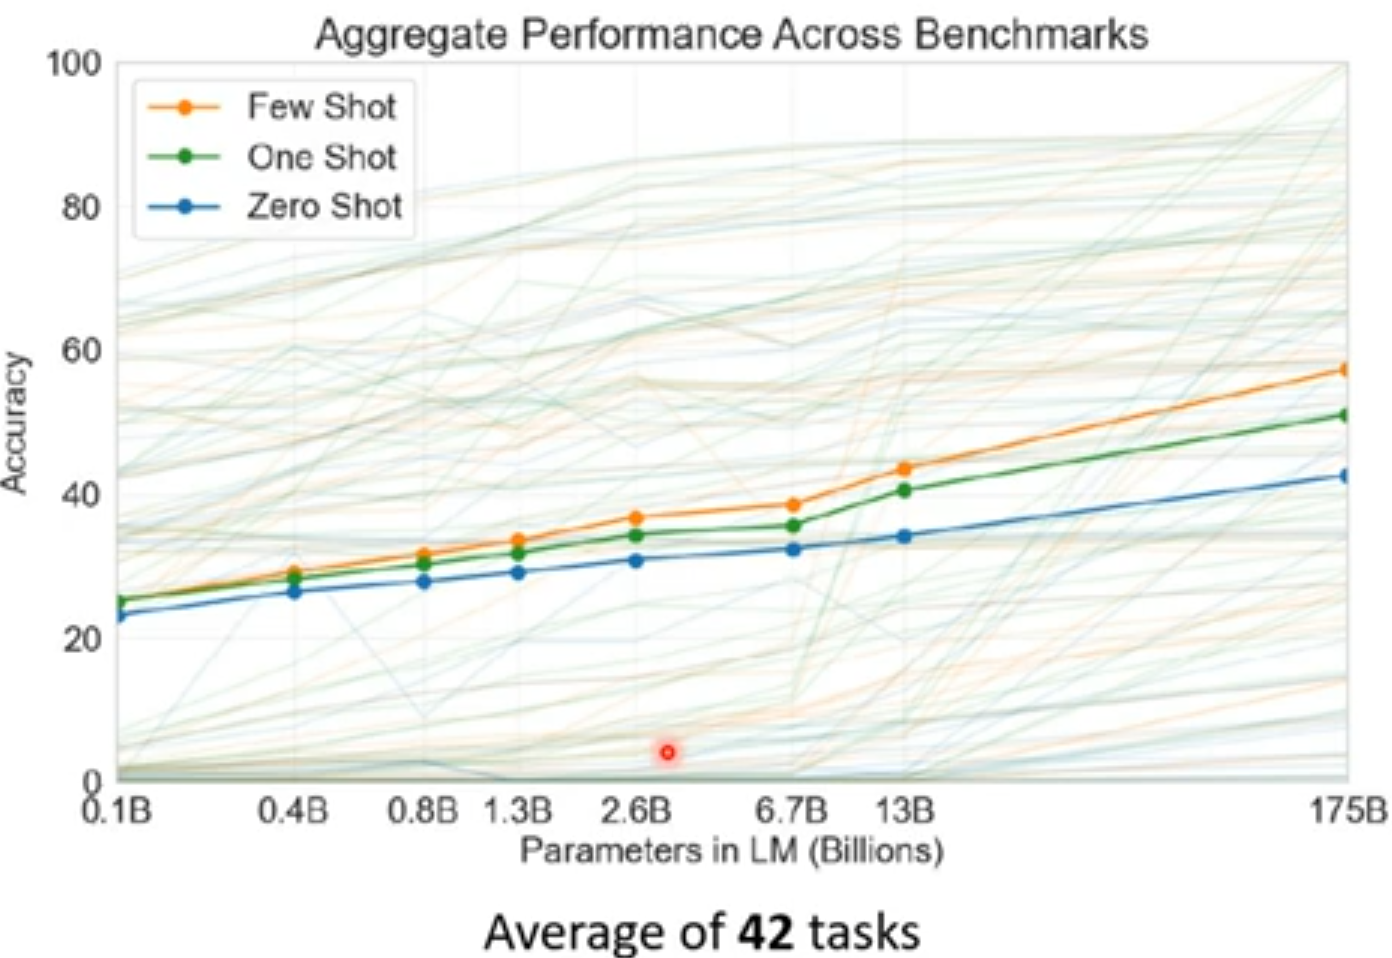 Aggregate Performance Across Benchmarks
100
Few Shot
One Shot
Zero Shot
80
60
40
20
0
Accuracy
0.1B 0.4B 0.8B 1.3B 2.6B 6.7B 13B 175B
Parameters in LM (Billions)
Average of 42 tasks